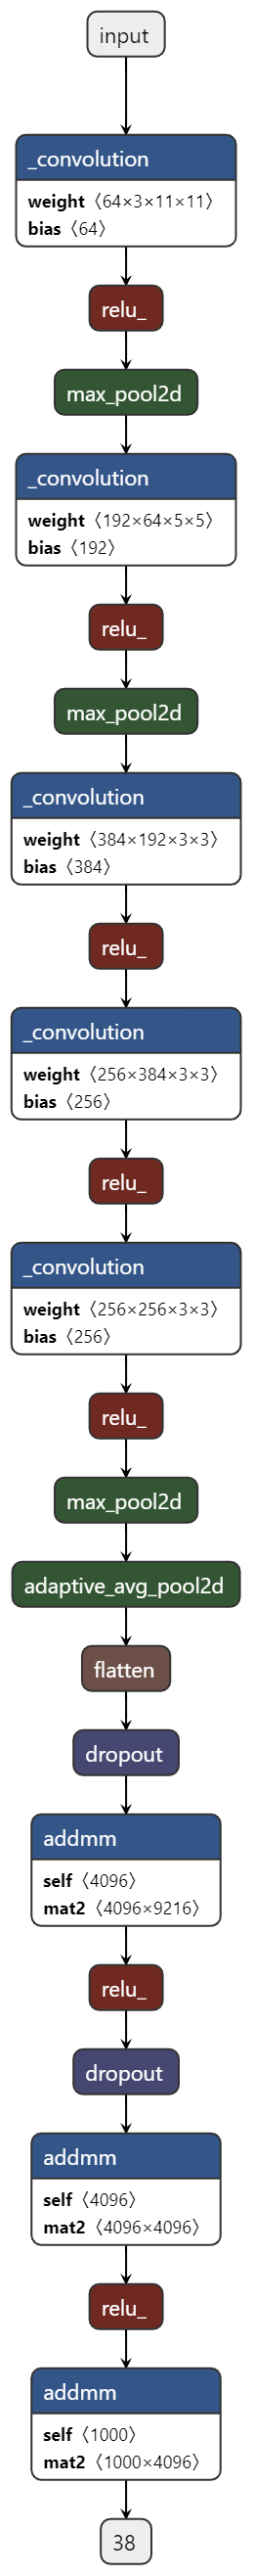 input
_convolution
weight〈64×3×11×11〉
bias〈64〉
relu_
max_pool2d
_convolution
weight〈192×64×5×5〉
bias〈192〉
relu_
max_pool2d
_convolution
weight〈384×192×3×3〉
bias〈384〉
relu_
_convolution
weight〈256×384×3×3〉
bias〈256〉
relu_
_convolution
weight〈256×256×3×3〉
bias〈256〉
relu_
max_pool2d
adaptive_avg_pool2d
flatten
dropout
addmm
self〈4096〉
mat2〈4096×9216〉
relu_
dropout
addmm
self〈4096〉
mat2〈4096×4096〉
relu_
addmm
self〈1000〉
mat2〈1000×4096〉
38